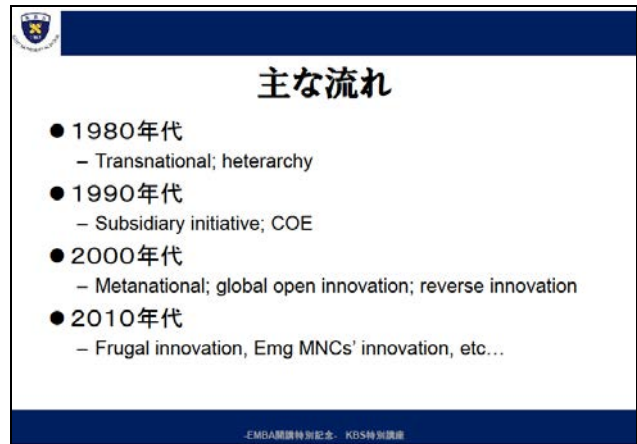 主な流れ
●1980年代
– Transnational; heterarchy
●1990年代
– Subsidiary initiative; COE
●2000年代
– Metanational; global open innovation; reverse innovation
●2010年代
– Frugal innovation, Emg MNCs’ innovation, etc…
-EMBA開講特別記念- KBS特別講座